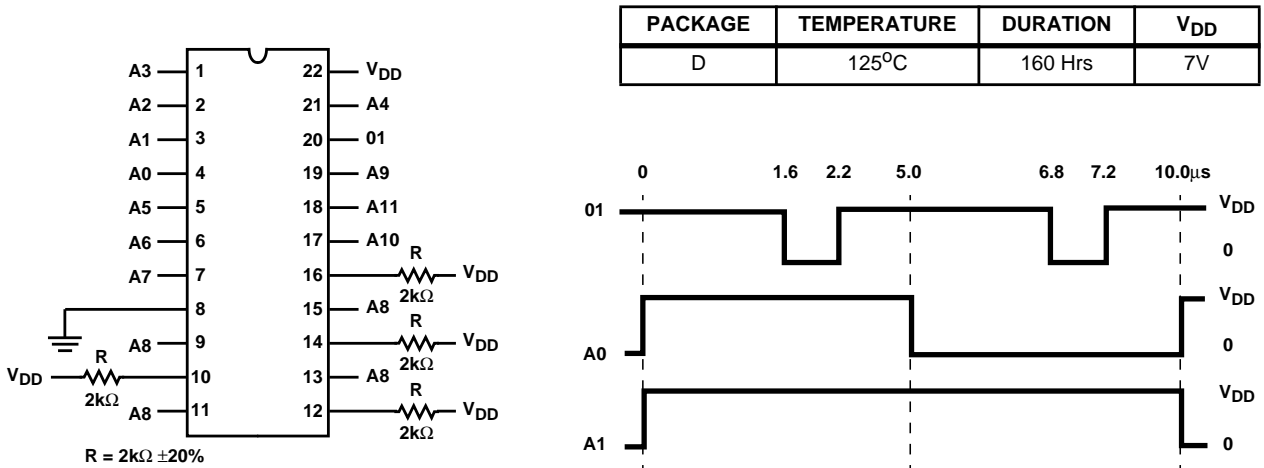 PACKAGE TEMPERATURE DURATION VDD
D 125oC 160 Hrs 7V
A3 1 22 VDD
A2 2 21 A4
A1 3 20 01
A0 4 19 A9
A5 5 18 A11
A6 6 17 A10
A7 7 16 R 2kΩ VDD
8 15 A8
A8 9 14 R 2kΩ VDD
VDD R 2kΩ 10 13 A8
A8 11 12 R 2kΩ VDD
R = 2kΩ ±20%
0 1.6 2.2 5.0 6.8 7.2 10.0μs
01 VDD
0
VDD
A0 0
VDD
A1 0